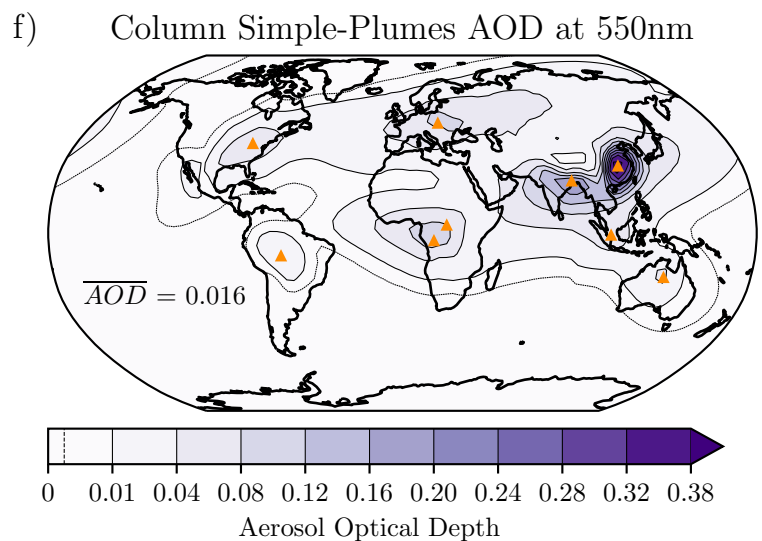 f) Column Simple-Plumes AOD at 550nm
AOD = 0.016
0 0.01 0.04 0.08 0.12 0.16 0.20 0.24 0.28 0.32 0.38
Aerosol Optical Depth